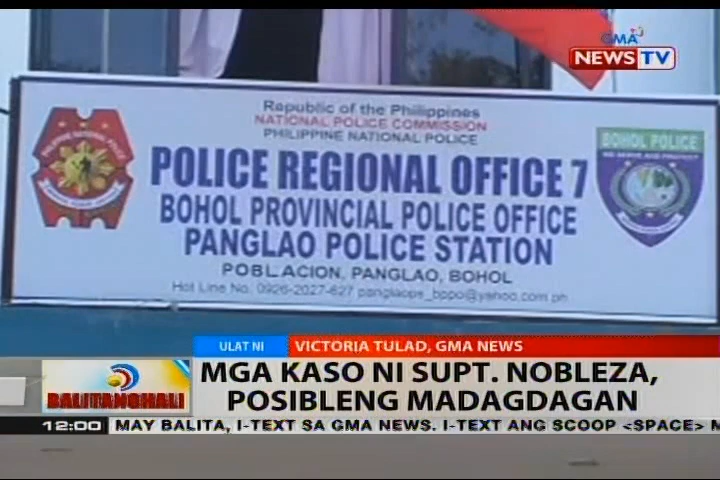 GMA
NEWS TV
Republic of the Philippines
NATIONAL POLICE COMMISSION
PHILIPPINE NATIONAL POLICE
POLICE REGIONAL OFFICE 7
BOHOL PROVINCIAL POLICE OFFICE
PANGLAO POLICE STATION
POBLACION, PANGLAO, BOHOL
Hot Line No. 0926-2027-627 panglaops_bppo@yahoo.com.ph
BOHOL POLICE
ULAT NI VICTORIA TULAD, GMA NEWS
MGA KASO NI SUPT. NOBLEZA,
POSIBLENG MADAGDAGAN
BALITANGHALI
12:00 MAY BALITA, I-TEXT SA GMA NEWS. I-TEXT ANG SCOOP <SPACE> M